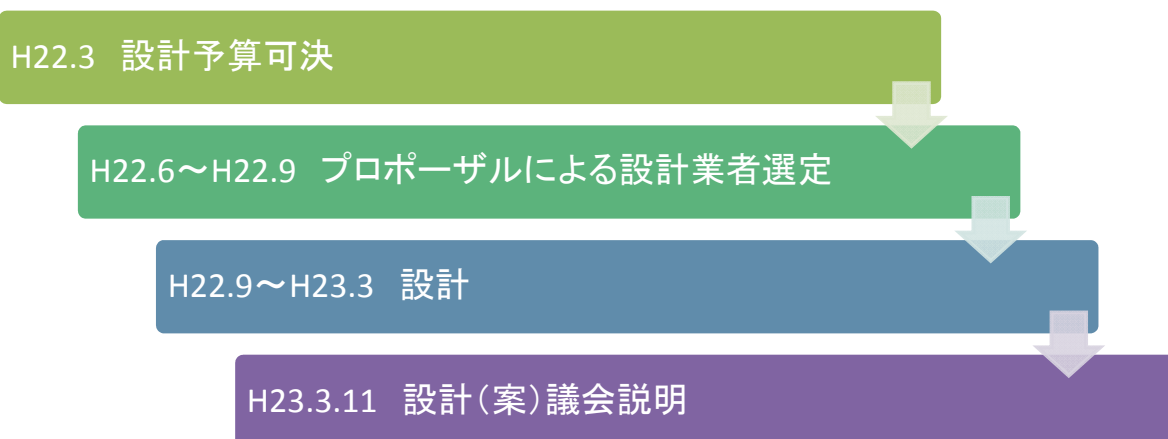 H22.3 設計予算可決
H22.6～H22.9 プロポーザルによる設計業者選定
H22.9～H23.3 設計
H23.3.11 設計（案）議会説明